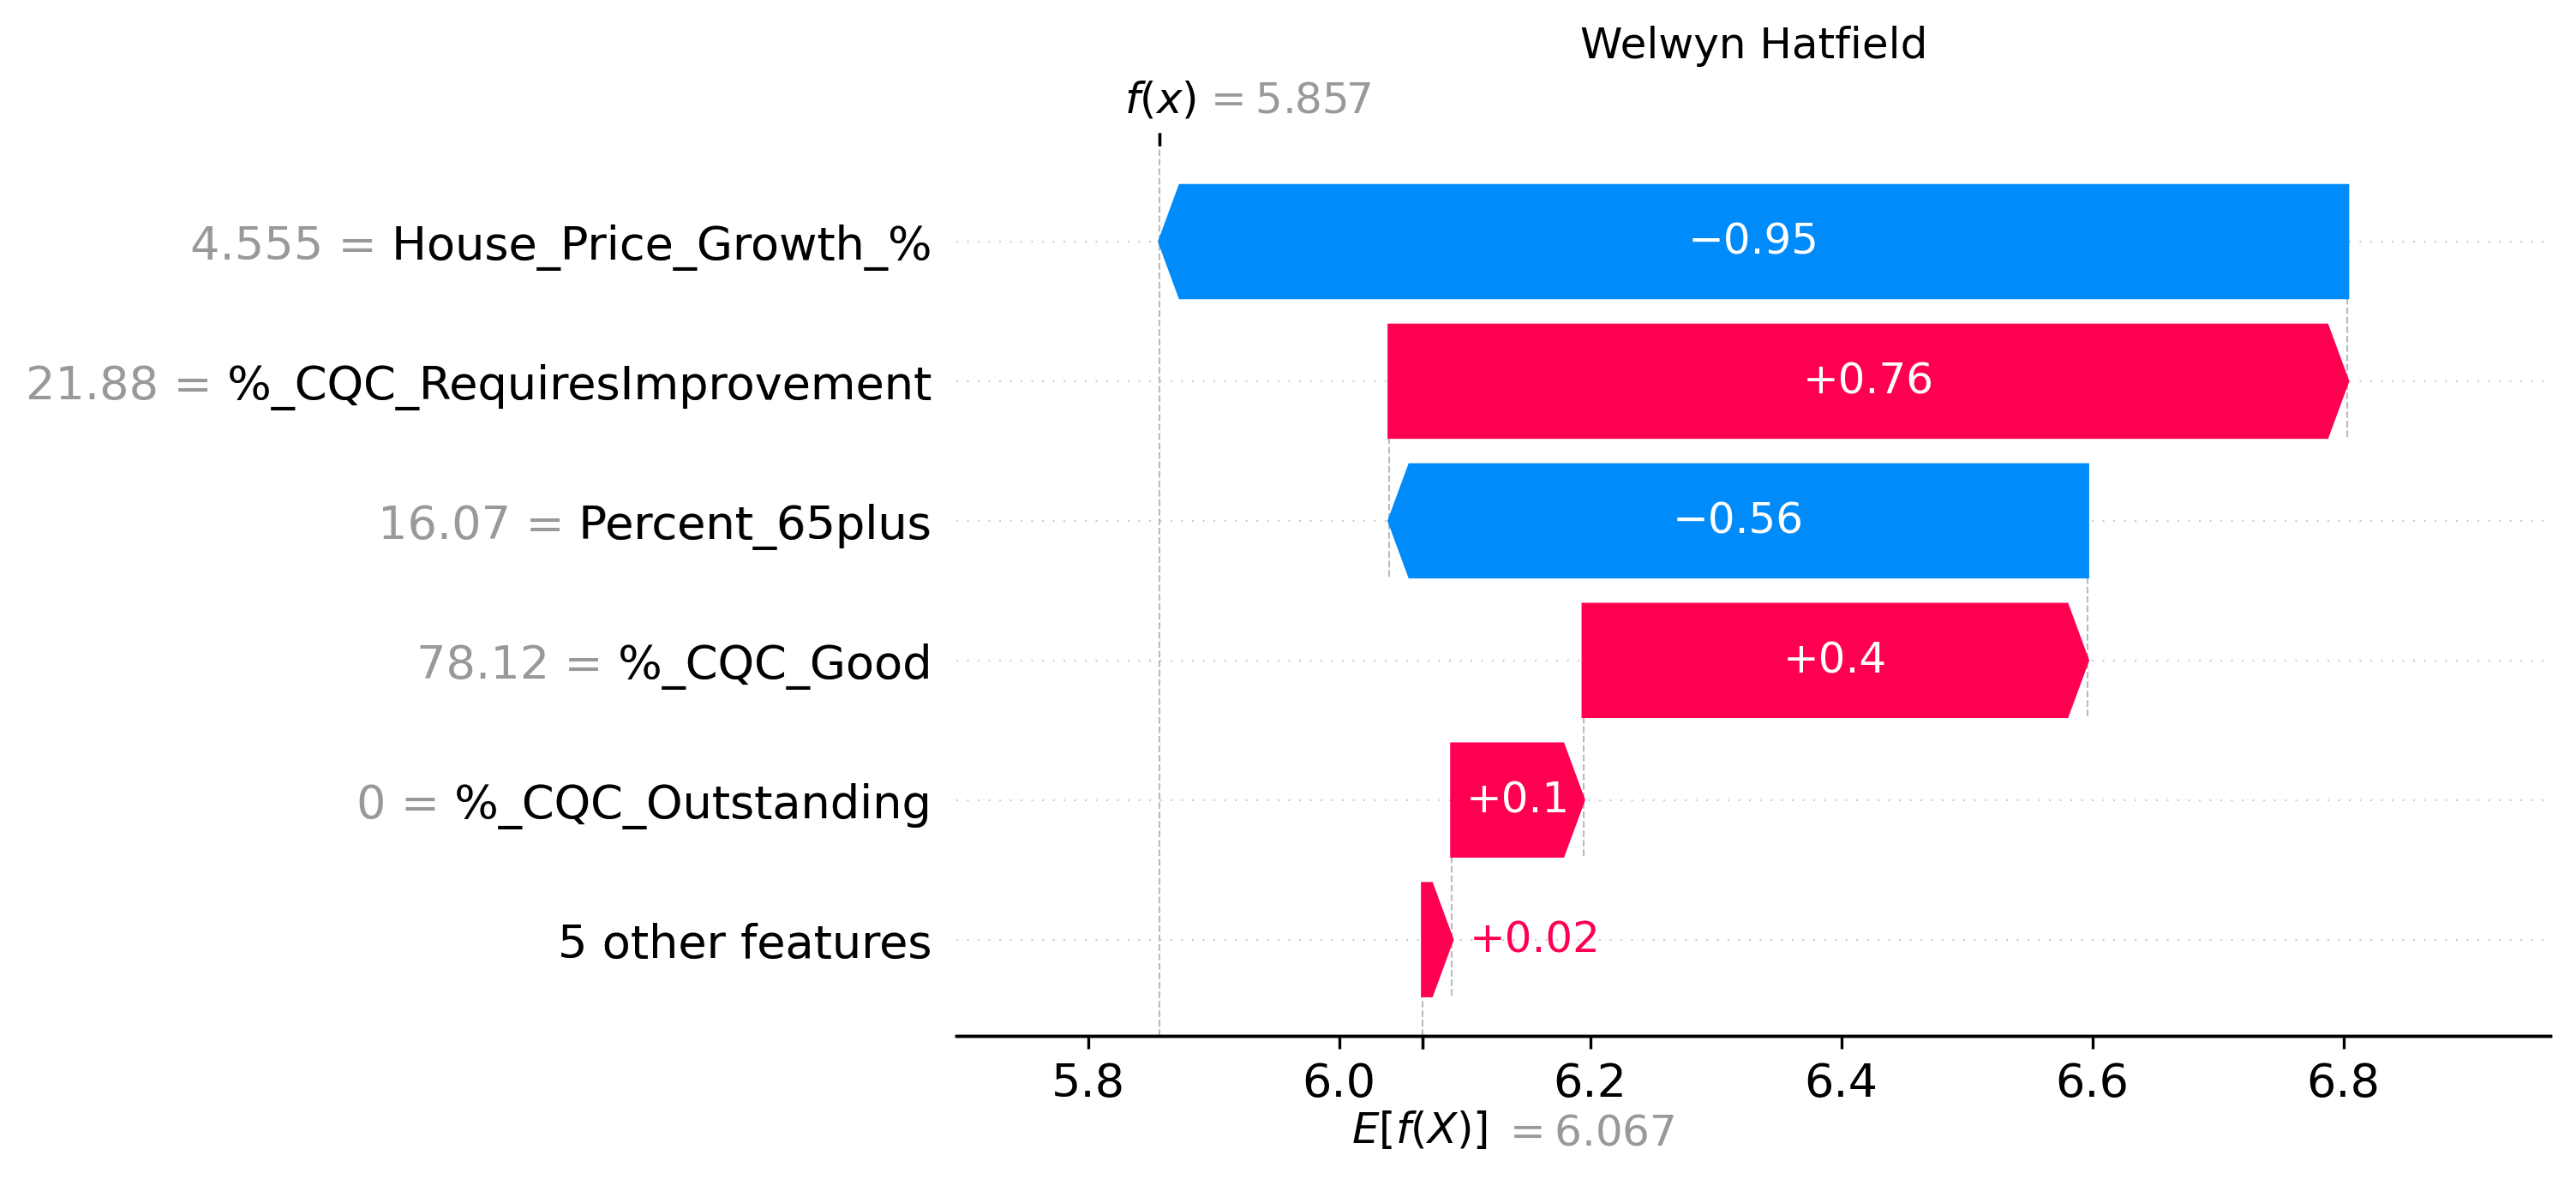 Welwyn Hatfield
f(x) = 5.857
4.555 = House_Price_Growth_%
−0.95
21.88 = %_CQC_RequiresImprovement
+0.76
16.07 = Percent_65plus
−0.56
78.12 = %_CQC_Good
+0.4
0 = %_CQC_Outstanding
+0.1
5 other features
+0.02
5.8 6.0 6.2 6.4 6.6 6.8
E[f(X)] = 6.067